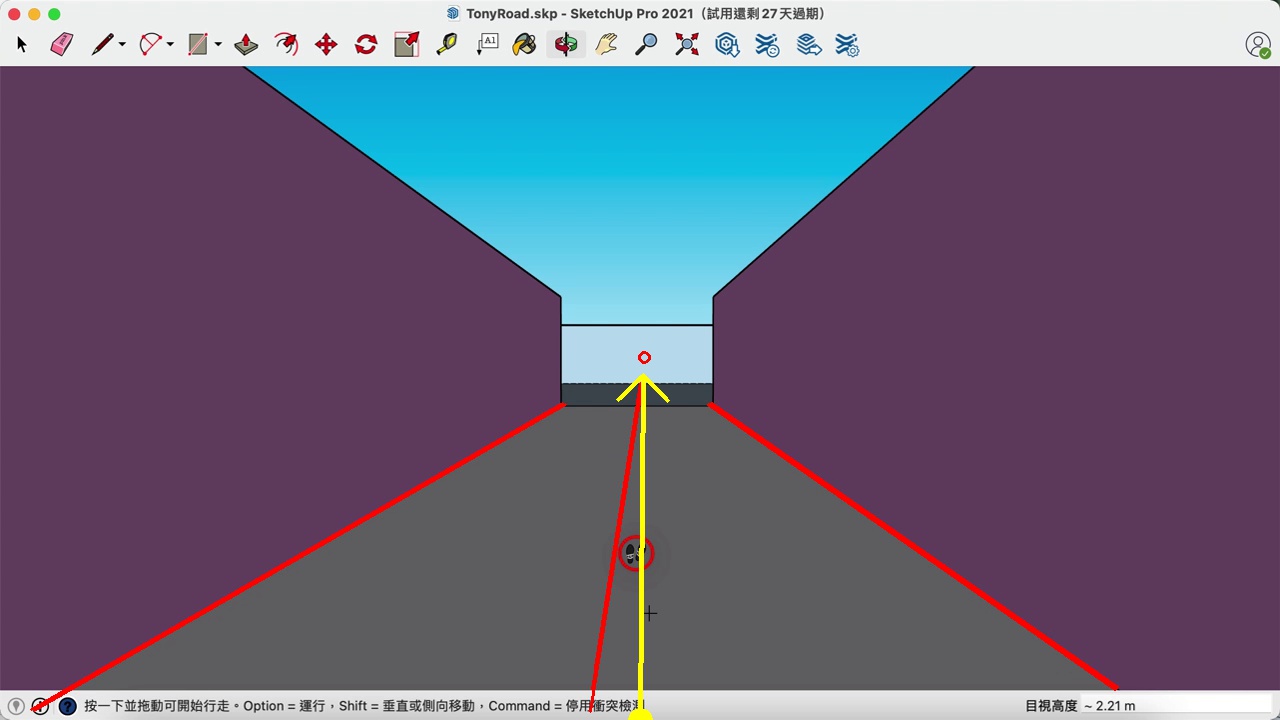 TonyRoad.skp - SketchUp Pro 2021（試用還剩 27 天過期）
A1
按一下並拖動可開始行走。Option = 運行，Shift = 垂直或側向移動，Command = 停用衝突檢測
目視高度 ~ 2.21 m